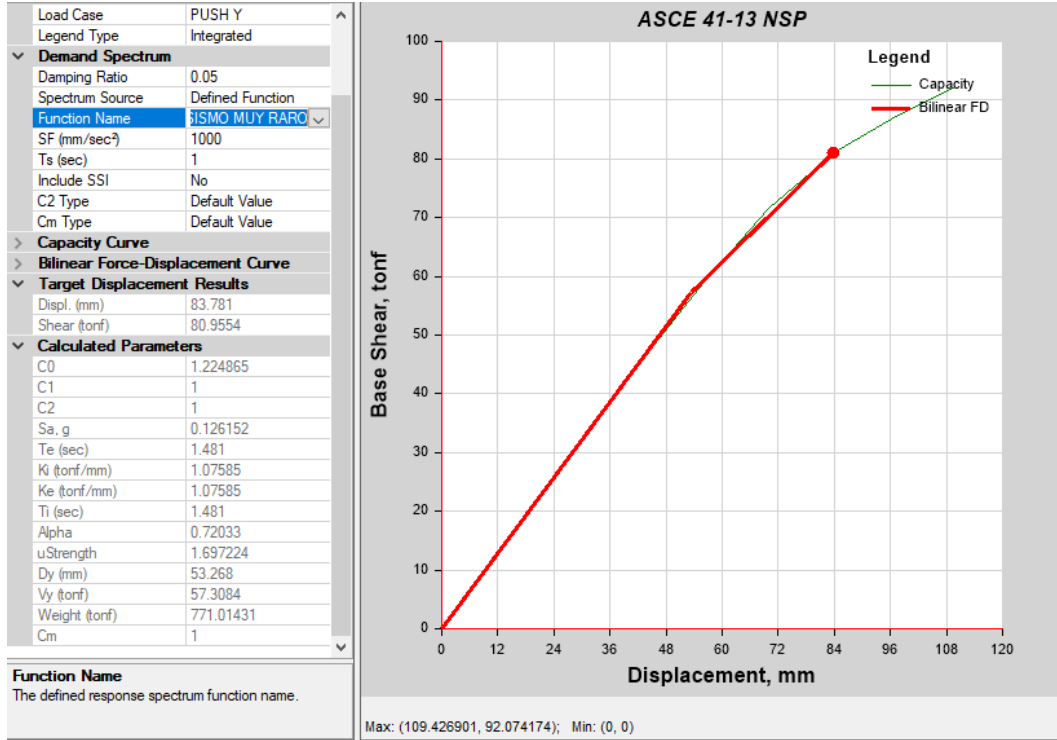 Load Case PUSH Y
Legend Type Integrated
Demand Spectrum
Damping Ratio 0.05
Spectrum Source Defined Function
Function Name SISMO MUY RARO
SF (mm/sec²) 1000
Ts (sec) 1
Include SSI No
C2 Type Default Value
Cm Type Default Value
Capacity Curve
Bilinear Force-Displacement Curve
Target Displacement Results
Displ. (mm) 83.781
Shear (tonf) 80.9554
Calculated Parameters
C0 1.224865
C1 1
C2 1
Sa, g 0.126152
Te (sec) 1.481
Ki (tonf/mm) 1.07585
Ke (tonf/mm) 1.07585
Ti (sec) 1.481
Alpha 0.72033
uStrength 1.697224
Dy (mm) 53.268
Vy (tonf) 57.3084
Weight (tonf) 771.01431
Cm 1
Function Name
The defined response spectrum function name.
ASCE 41-13 NSP
Legend
Capacity
Bilinear FD
100
90
80
70
60
50
40
30
20
10
0
Base Shear, tonf
0 12 24 36 48 60 72 84 96 108 120
Displacement, mm
Max: (109.426901, 92.074174); Min: (0, 0)